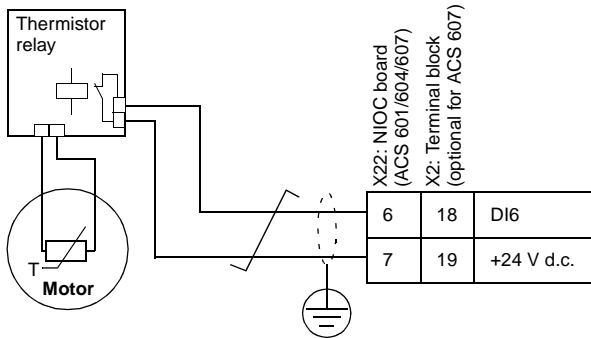 Thermistor
relay
X22: NIOC board
(ACS 601/604/607)
X2: Terminal block
(optional for ACS 607)
6 18 DI6
7 19 +24 V d.c.
T
Motor